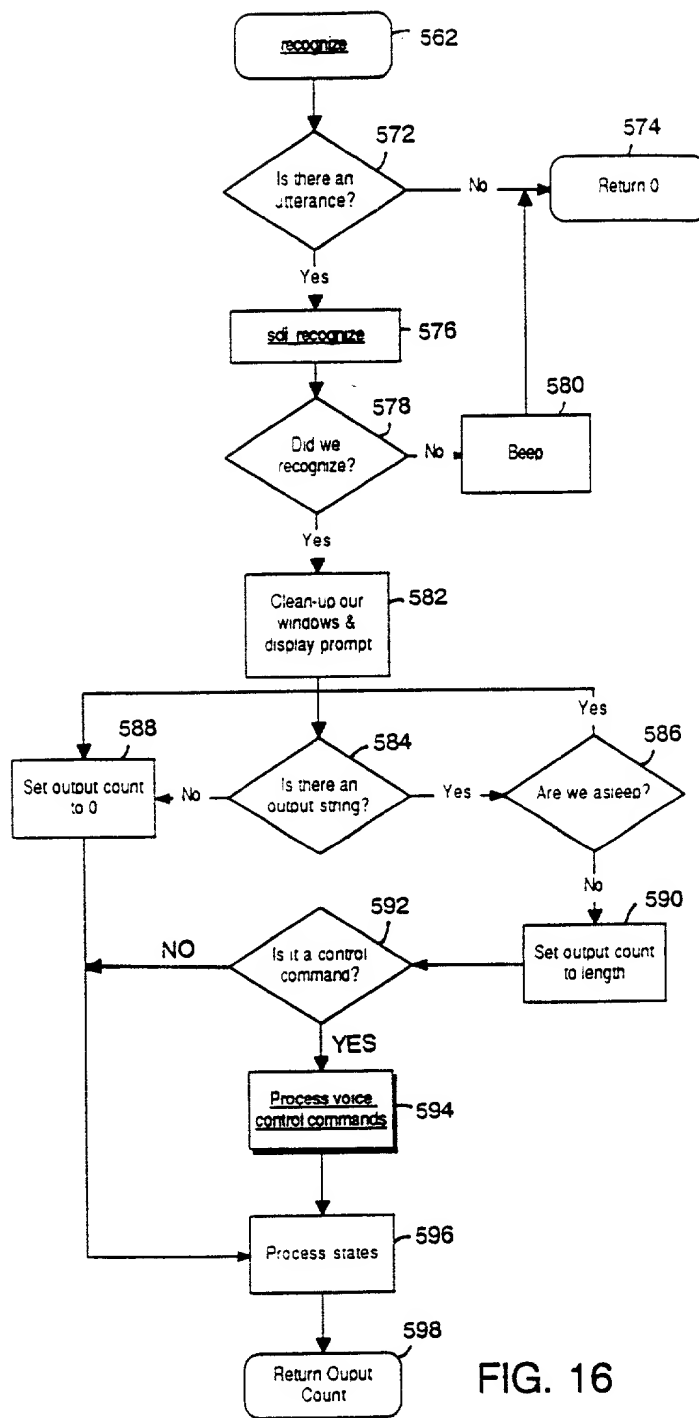 recognize
562
572
574
Is there an
utterance?
No
Return 0
Yes
sdi_recognize
576
578
580
Did we
recognize?
No
Beep
Yes
582
Clean-up our
windows &
display prompt
Yes
588
584
586
Set output count
to 0
No
Is there an
output string?
Yes
Are we asleep?
No
590
592
NO
Is it a control
command?
Set output count
to length
YES
Process voice
control commands
594
Process states
596
598
Return Ouput
Count
FIG. 16